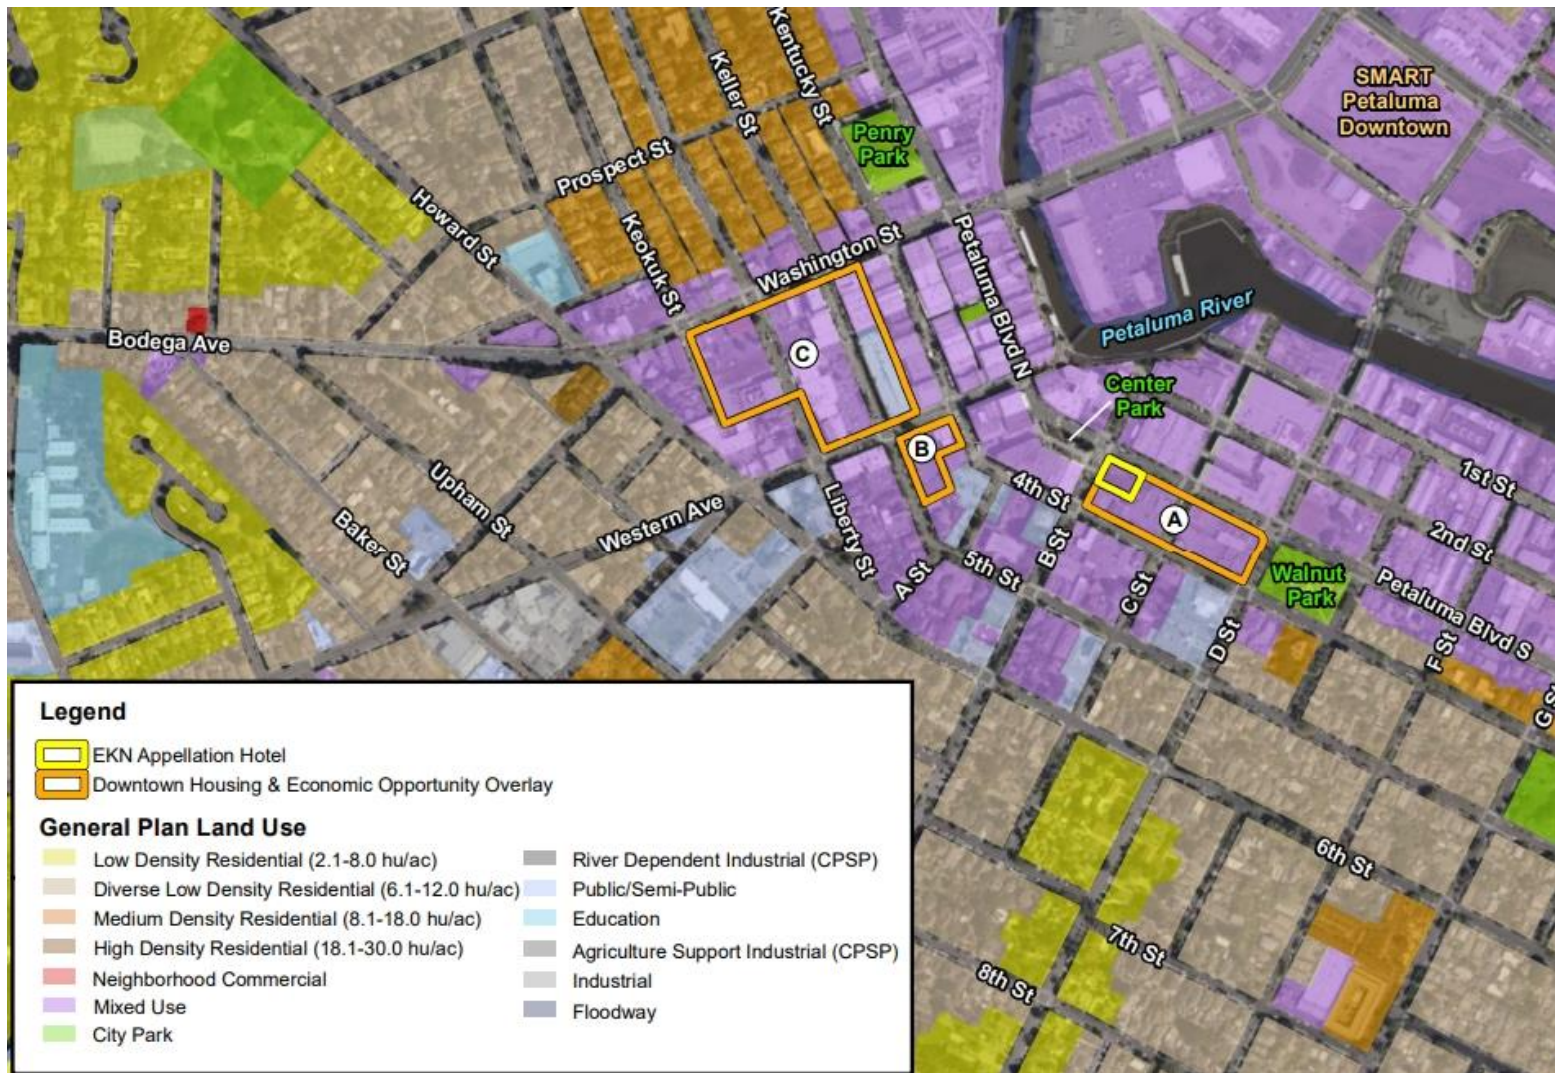 Kentucky St
Keller St
SMART
Petaluma
Downtown
Penry
Park
Prospect St
Howard St
Keokuk St
Washington St
Petaluma Blvd N
Petaluma River
Bodega Ave
C
Center
Park
B
Upham St
Baker St
Western Ave
Liberty St
4th St
A
1st St
2nd St
A St
5th St
B St
C St
Walnut
Park
Petaluma Blvd S
D St
F St
G St
6th St
7th St
8th St
Legend
EKN Appellation Hotel
Downtown Housing & Economic Opportunity Overlay
General Plan Land Use
Low Density Residential (2.1-8.0 hu/ac)
Diverse Low Density Residential (6.1-12.0 hu/ac)
Medium Density Residential (8.1-18.0 hu/ac)
High Density Residential (18.1-30.0 hu/ac)
Neighborhood Commercial
Mixed Use
City Park
River Dependent Industrial (CPSP)
Public/Semi-Public
Education
Agriculture Support Industrial (CPSP)
Industrial
Floodway